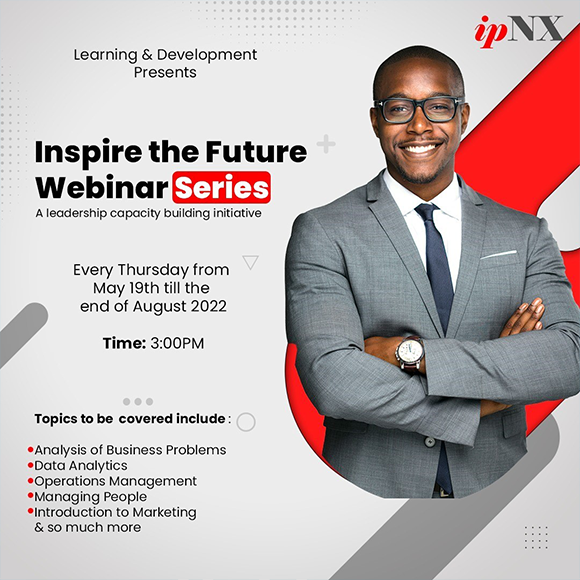 ipNX
Learning & Development
Presents
Inspire the Future
Webinar Series
A leadership capacity building initiative
Every Thursday from
May 19th till the
end of August 2022
Time: 3:00PM
Topics to be covered include :
•Analysis of Business Problems
•Data Analytics
•Operations Management
•Managing People
•Introduction to Marketing
& so much more